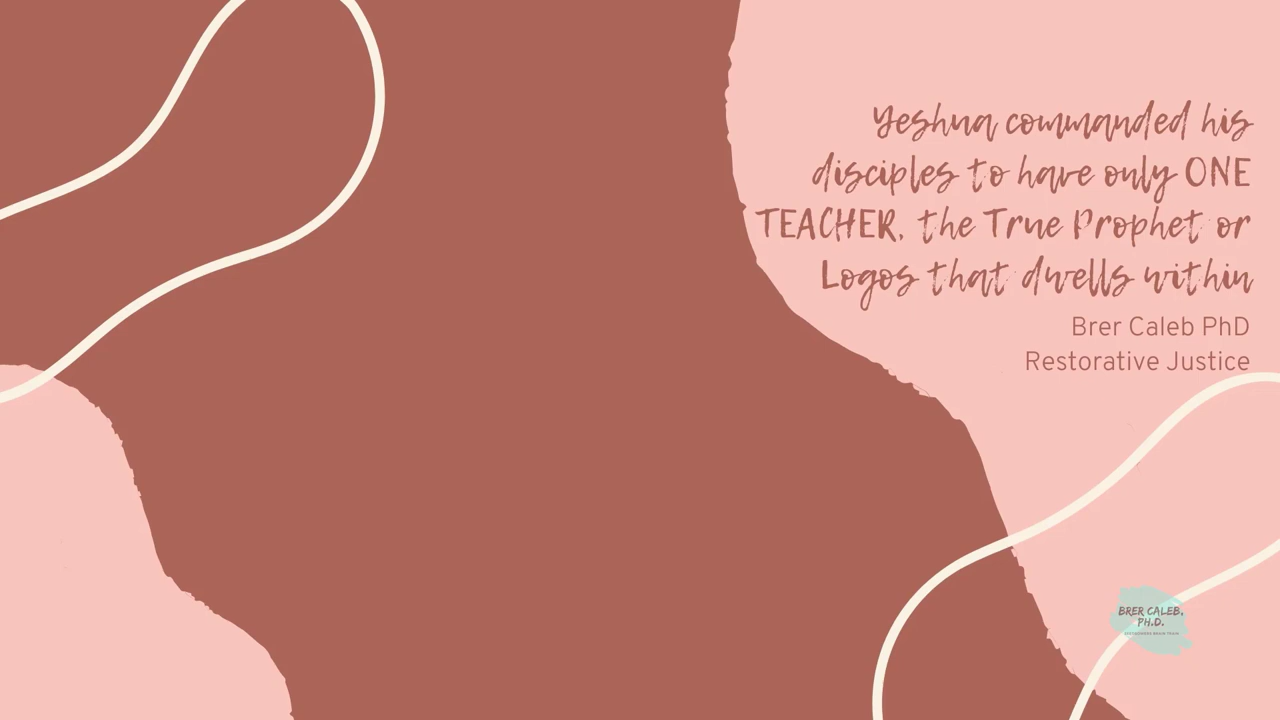 Yeshua commanded his
disciples to have only ONE
TEACHER, the True Prophet or
Logos that dwells within
Brer Caleb PhD
Restorative Justice
BRER CALEB,
PH.D.